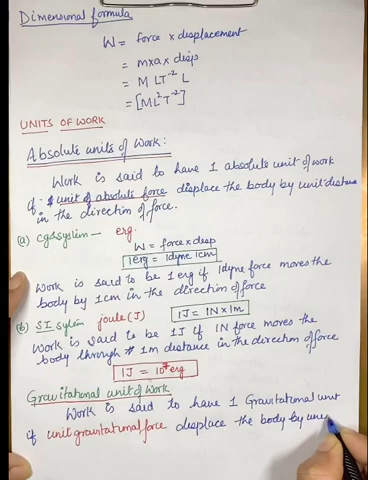 Dimensional formula
W = force x displacement
= m x a x disp
= M LT⁻² L
= [ML²T⁻²]
UNITS OF WORK
Absolute units of Work:
Work is said to have 1 absolute unit of work
if unit of absolute force displace the body by unit distance
in the direction of force.
(a) Cgs system — erg.
W = force x disp
1erg = 1dyne 1cm
Work is said to be 1 erg if 1dyne force moves the
body by 1cm in the direction of force
(b) SI system joule (J) 1J = 1N x 1m
Work is said to be 1J if 1N force moves the
body through 1m distance in the direction of force
1J = 10⁷ erg
Gravitational unit of Work
Work is said to have 1 Gravitational unit
if unit gravitational force displace the body by